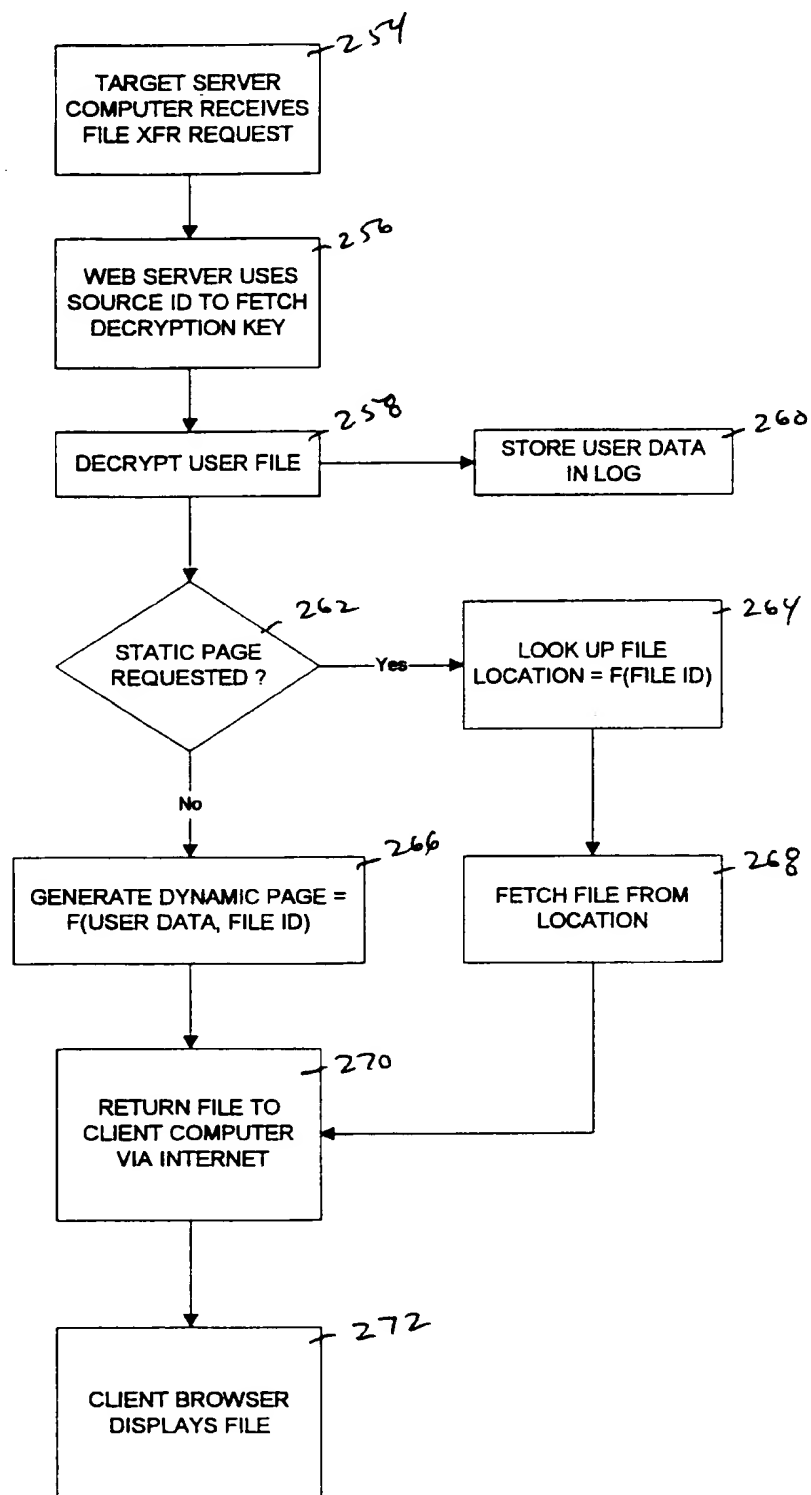 254
TARGET SERVER
COMPUTER RECEIVES
FILE XFR REQUEST
256
WEB SERVER USES
SOURCE ID TO FETCH
DECRYPTION KEY
258
DECRYPT USER FILE
260
STORE USER DATA
IN LOG
262
STATIC PAGE
REQUESTED ?
Yes
264
LOOK UP FILE
LOCATION = F(FILE ID)
No
266
GENERATE DYNAMIC PAGE =
F(USER DATA, FILE ID)
268
FETCH FILE FROM
LOCATION
270
RETURN FILE TO
CLIENT COMPUTER
VIA INTERNET
272
CLIENT BROWSER
DISPLAYS FILE